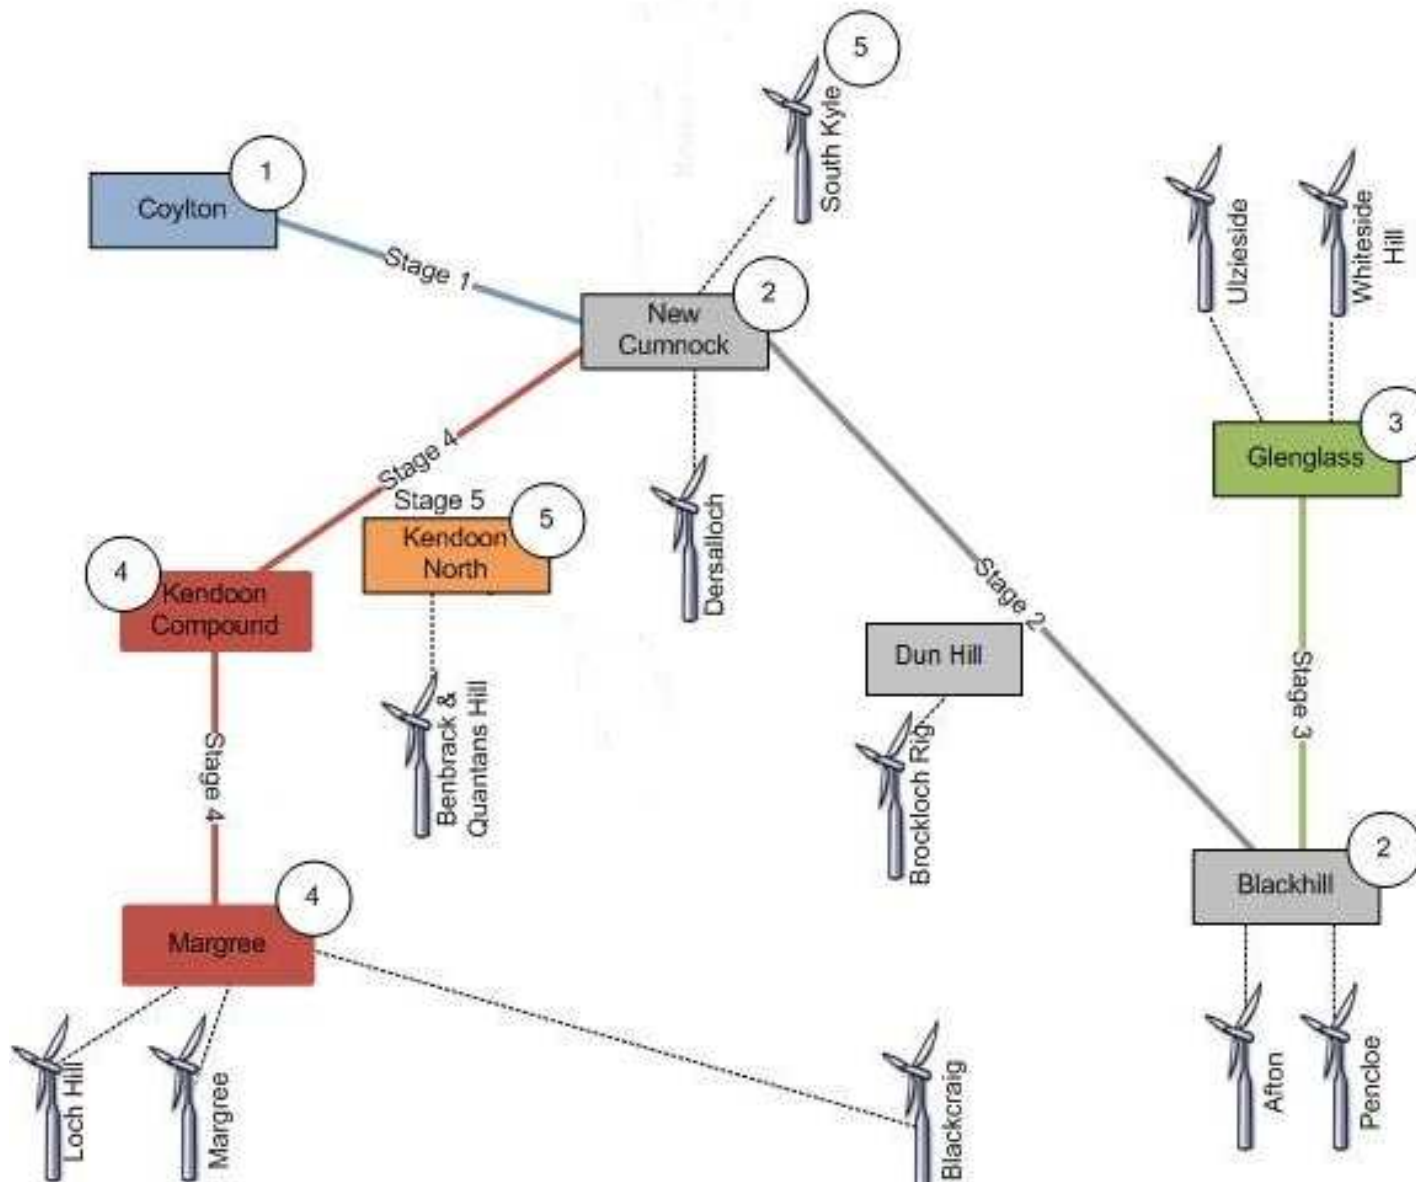 5
South Kyle
1
Coylton
Stage 1
Ulzieside
Whiteside
Hill
2
New
Cumnock
3
Glenglass
Stage 4
Stage 5
5
Kendoon
North
4
Kendoon
Compound
Dersalloch
Stage 2
Dun Hill
Stage 3
Benbrack &
Quantans Hill
Brockloch Rig
Stage 4
2
Blackhill
4
Margree
Loch Hill
Margree
Blackcraig
Afton
Pencloe